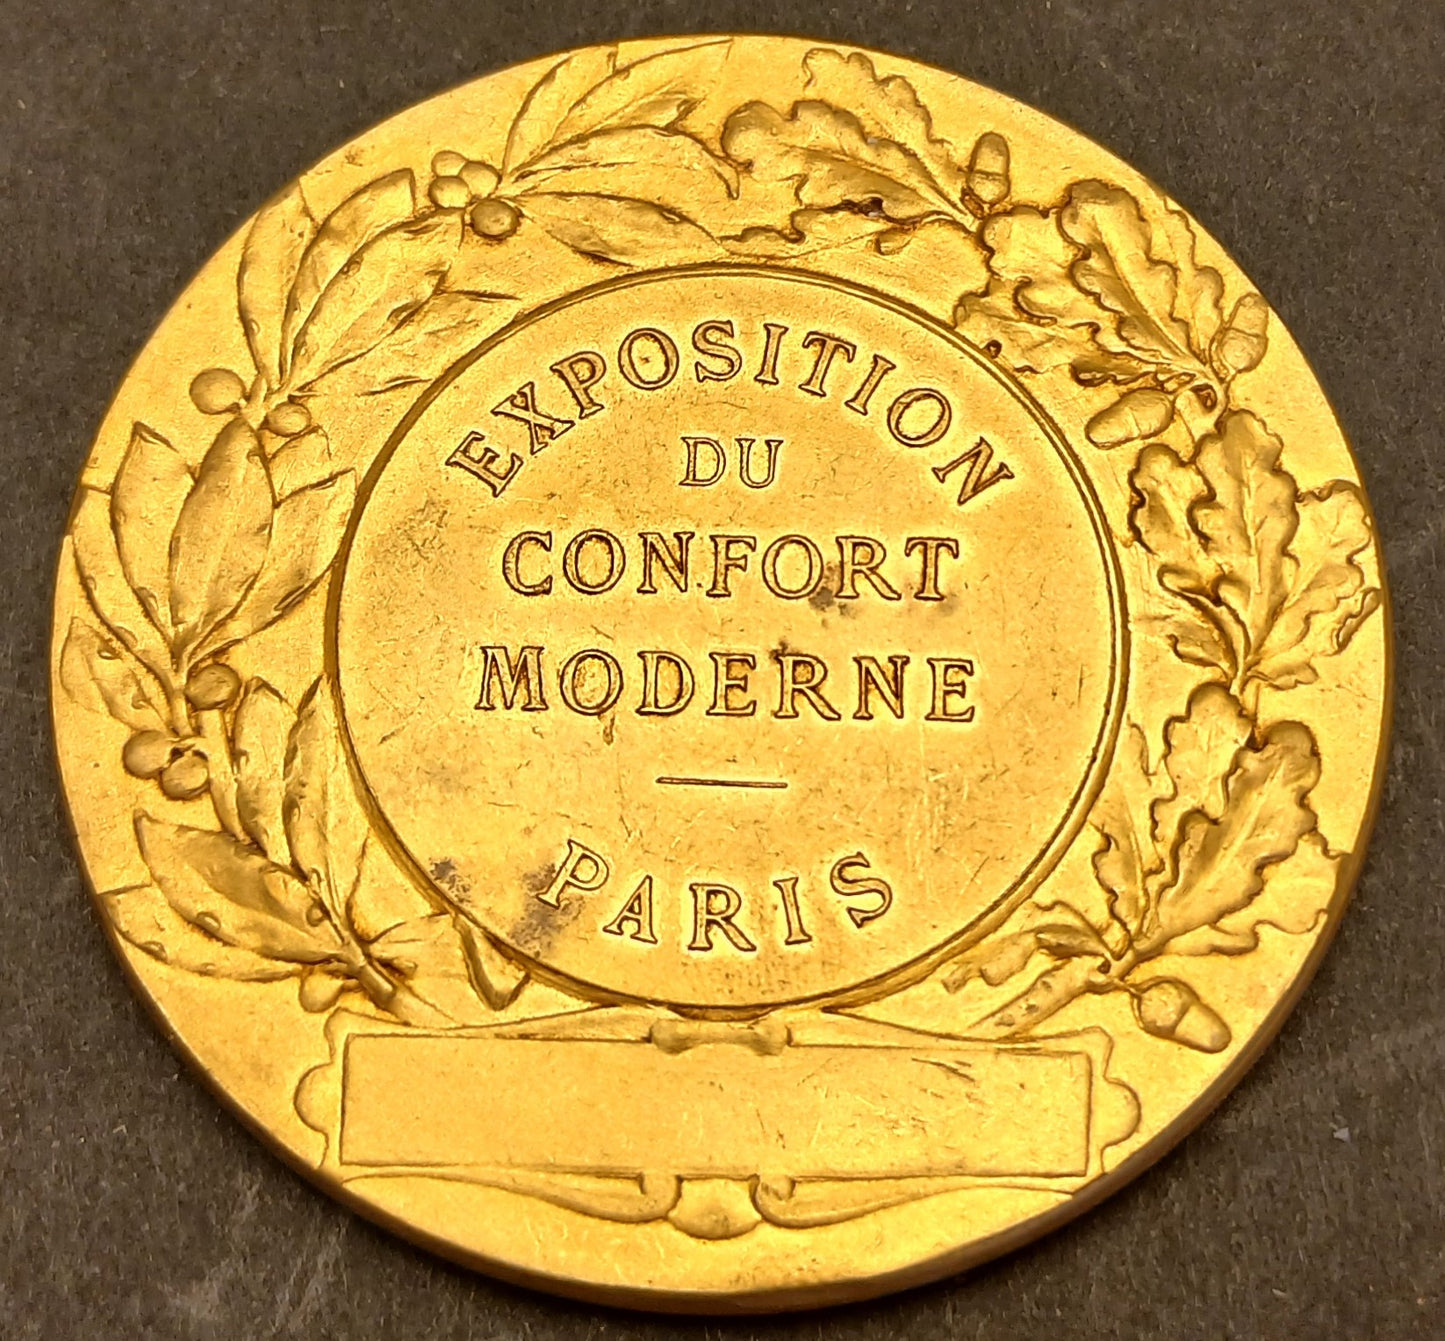 EXPOSITION
DU
CONFORT
MODERNE
PARIS